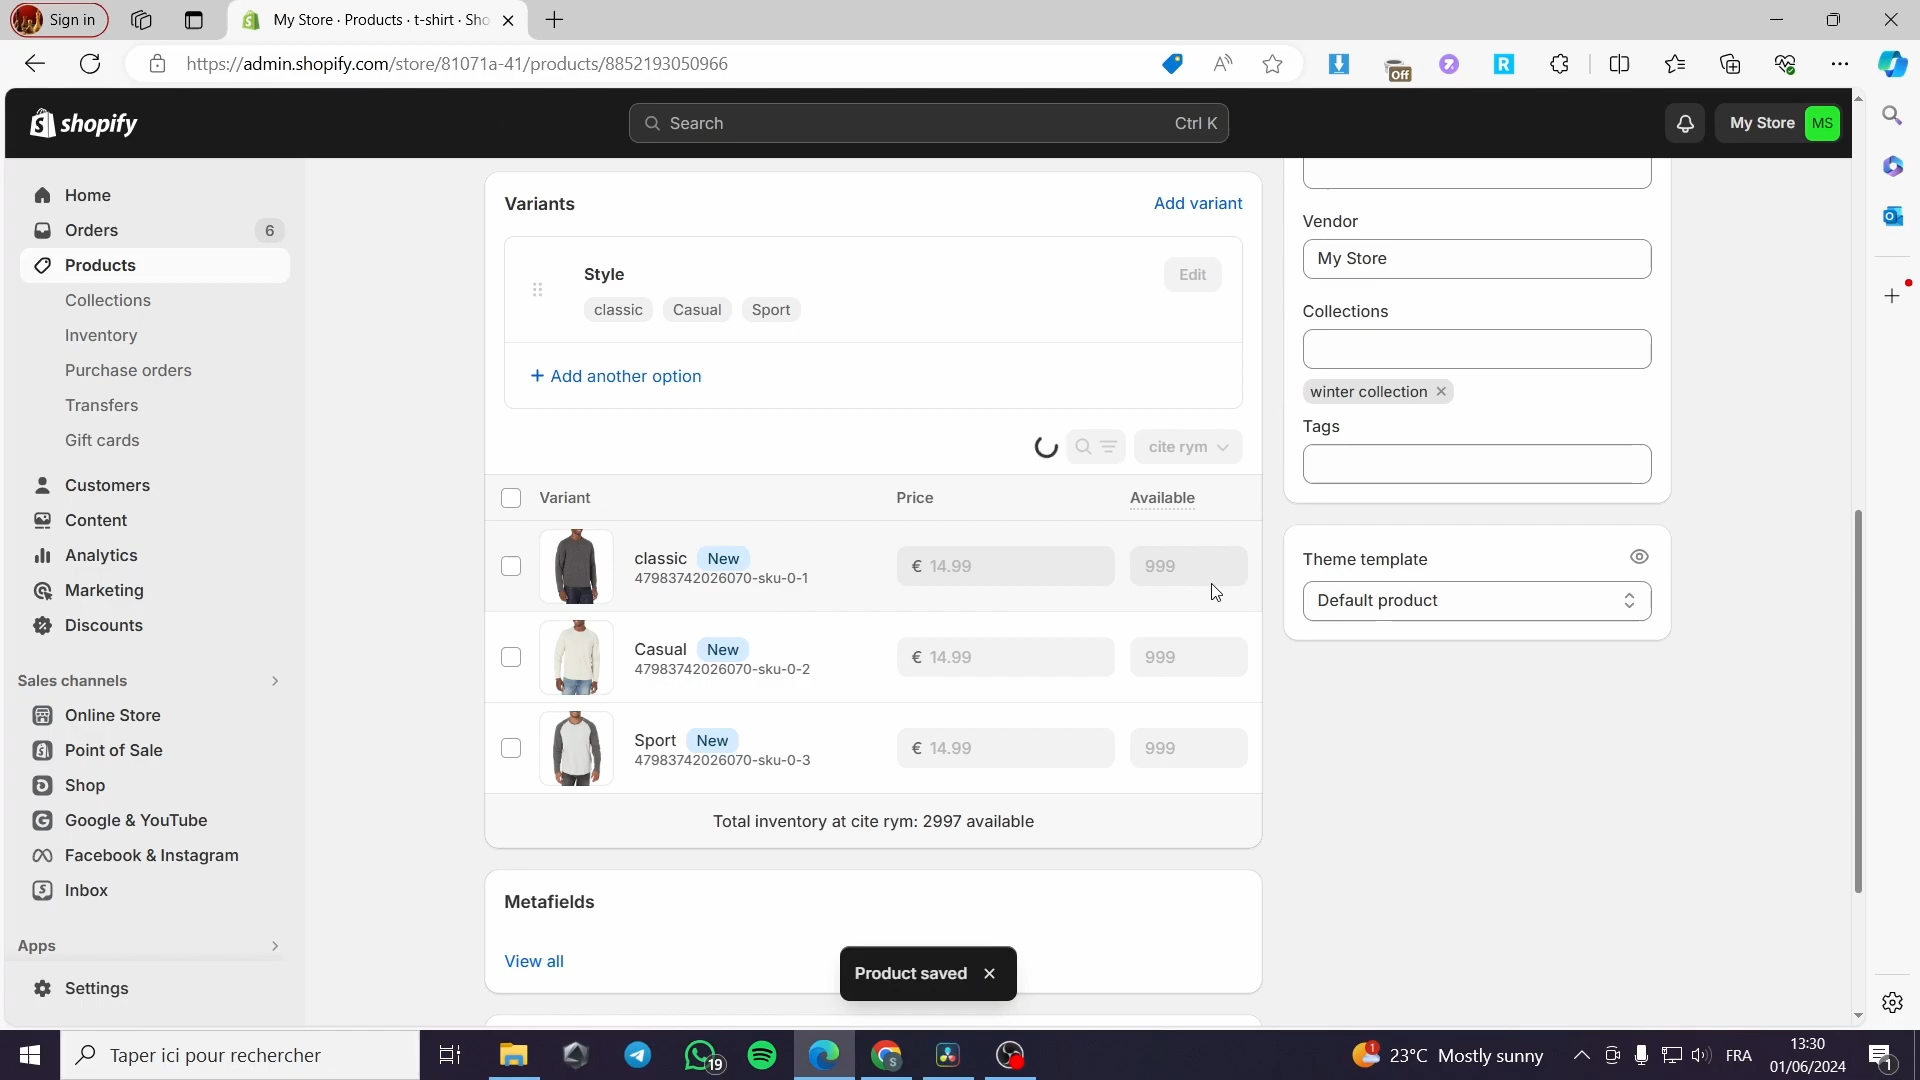 Sign in
My Store · Products · t-shirt · Sho
https://admin.shopify.com/store/81071a-41/products/8852193050966
Off
shopify
Search
Ctrl K
My Store
MS
Home
Orders
6
Products
Collections
Inventory
Purchase orders
Transfers
Gift cards
Customers
Content
Analytics
Marketing
Discounts
Sales channels
Online Store
Point of Sale
Shop
Google & YouTube
Facebook & Instagram
Inbox
Apps
Settings
Variants
Add variant
Style
Edit
classic
Casual
Sport
+ Add another option
cite rym
Variant
Price
Available
classic
New
47983742026070-sku-0-1
€ 14.99
999
Casual
New
47983742026070-sku-0-2
€ 14.99
999
Sport
New
47983742026070-sku-0-3
€ 14.99
999
Total inventory at cite rym: 2997 available
Metafields
View all
Product saved
Vendor
My Store
Collections
winter collection
Tags
Theme template
Default product
Taper ici pour rechercher
19
1
23°C
Mostly sunny
FRA
13:30
01/06/2024
1